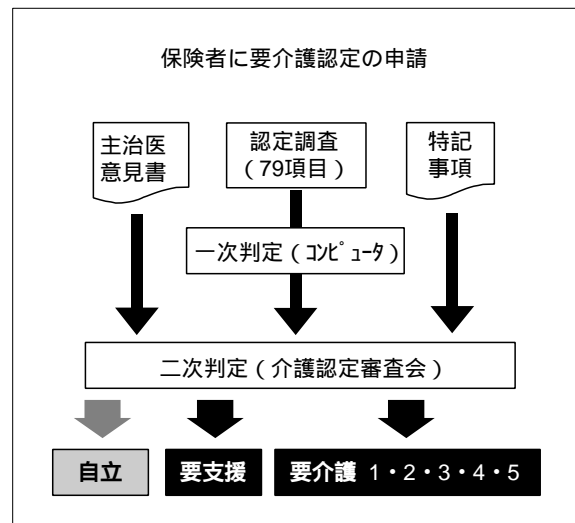 保険者に要介護認定の申請
主治医
意見書
認定調査
（79項目）
特記
事項
一次判定（ｺﾝﾋﾟｭｰﾀ）
二次判定（介護認定審査会）
自立
要支援
要介護 1・2・3・4・5